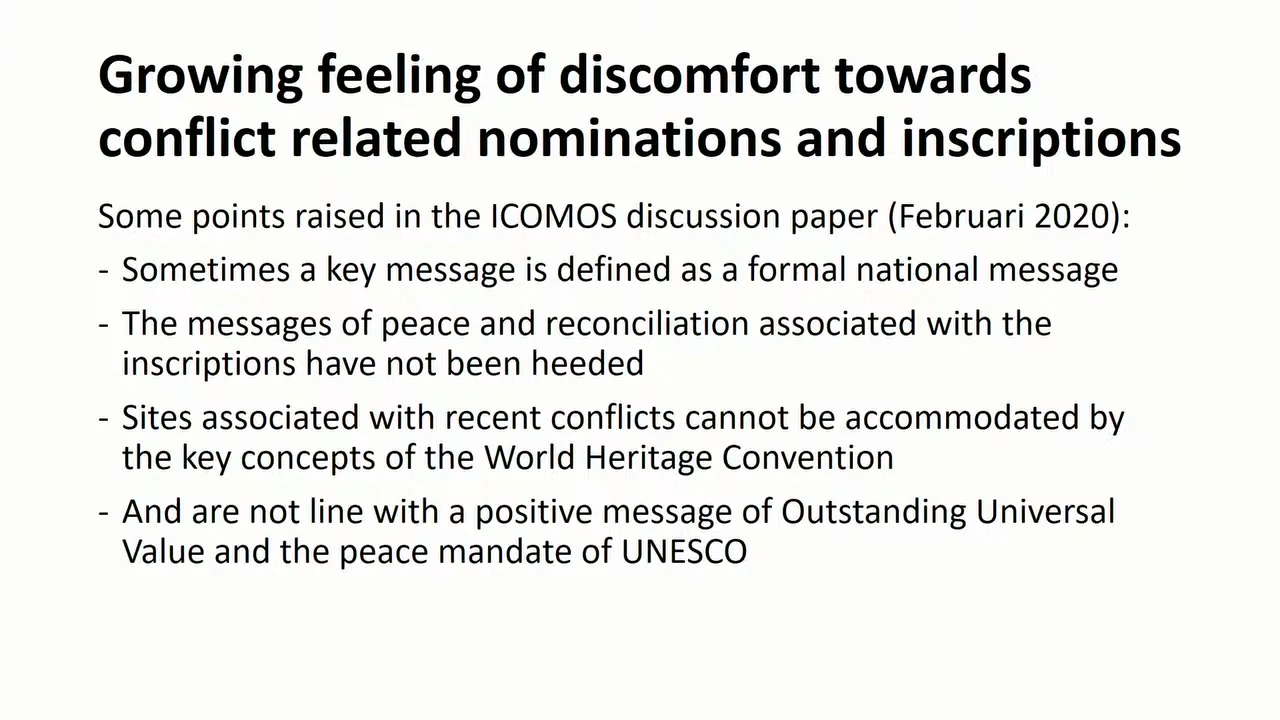 Growing feeling of discomfort towards
conflict related nominations and inscriptions
Some points raised in the ICOMOS discussion paper (Februari 2020):
- Sometimes a key message is defined as a formal national message
- The messages of peace and reconciliation associated with the
inscriptions have not been heeded
- Sites associated with recent conflicts cannot be accommodated by
the key concepts of the World Heritage Convention
- And are not line with a positive message of Outstanding Universal
Value and the peace mandate of UNESCO